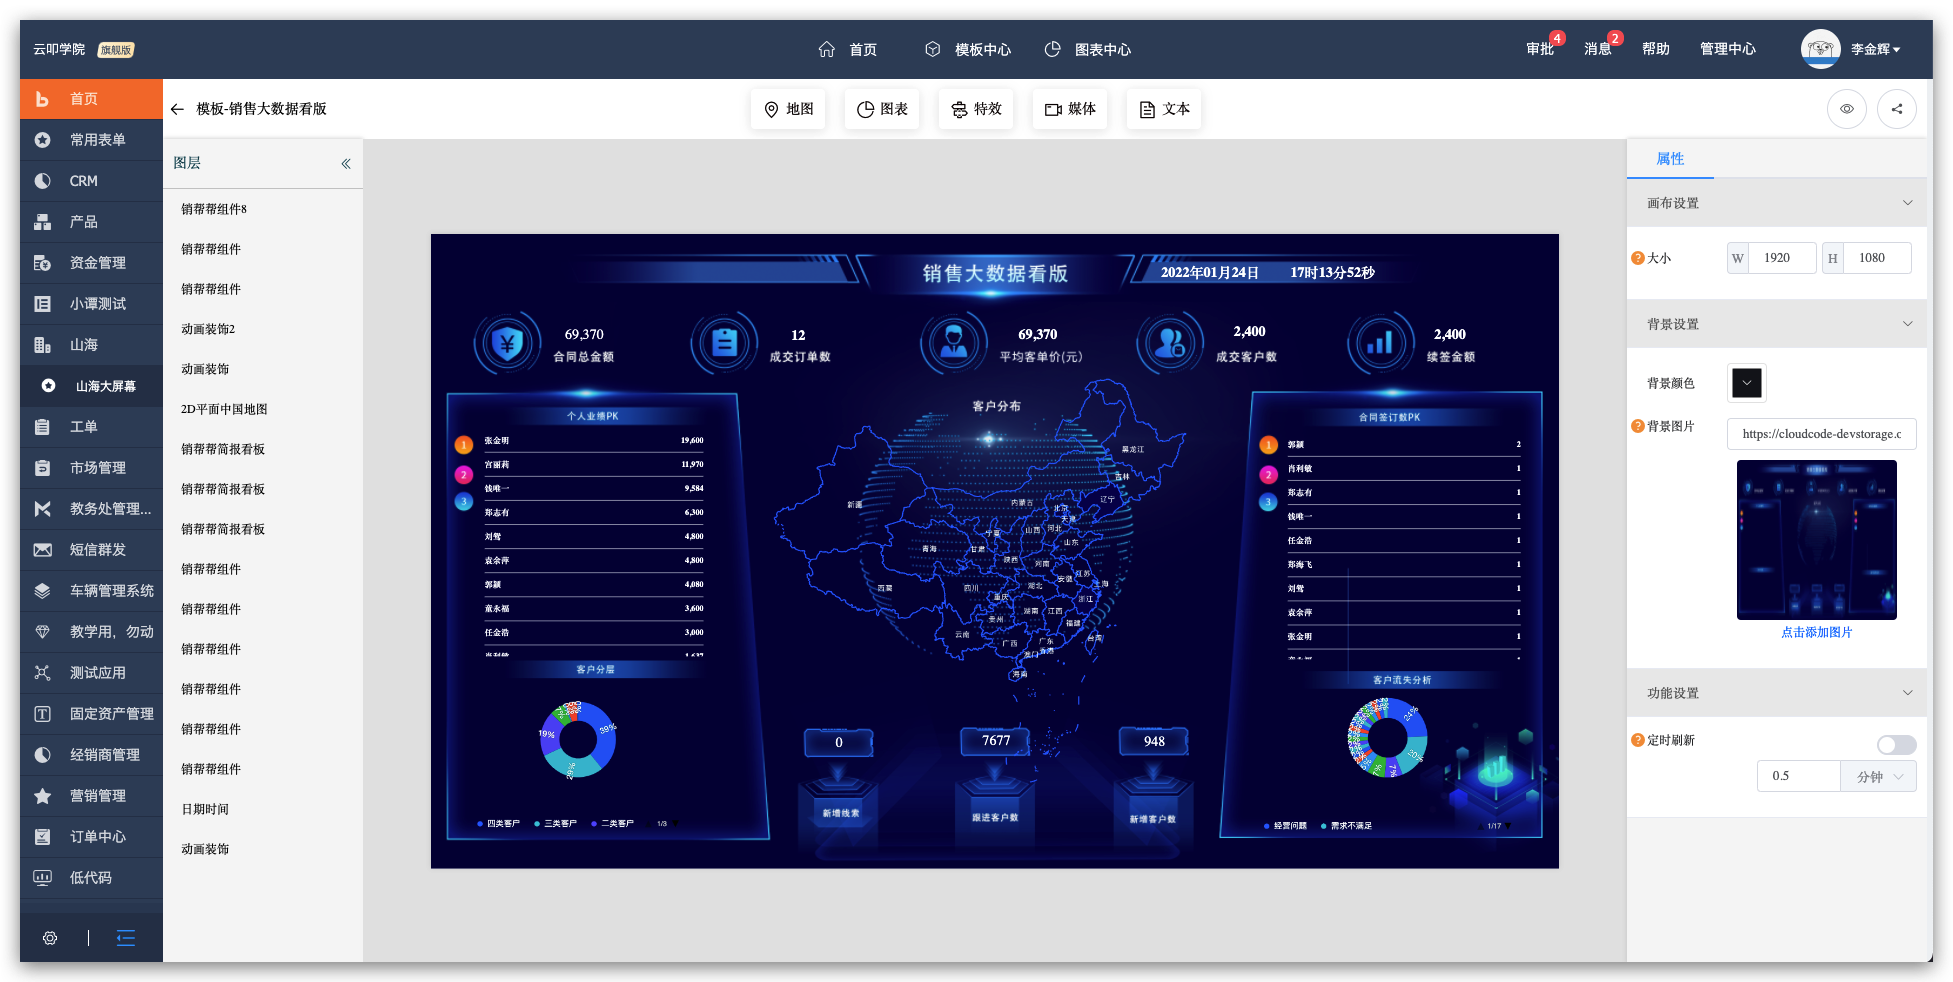 云叩学院 旗舰版
首页 模板中心 图表中心
审批 4 消息 2 帮助 管理中心 李金辉
首页
常用表单
CRM
产品
资金管理
小谭测试
山海
山海大屏幕
工单
市场管理
教务处管理...
短信群发
车辆管理系统
教学用，勿动
测试应用
固定资产管理
经销商管理
营销管理
订单中心
低代码
模板-销售大数据看版
地图 图表 特效 媒体 文本
图层
销帮帮组件8
销帮帮组件
销帮帮组件
动画装饰2
动画装饰
2D平面中国地图
销帮帮简报看板
销帮帮简报看板
销帮帮简报看板
销帮帮组件
销帮帮组件
销帮帮组件
销帮帮组件
销帮帮组件
销帮帮组件
日期时间
动画装饰
销售大数据看版
2022年01月24日 17时13分52秒
69,370
合同总金额
12
成交订单数
69,370
平均客单价(元)
2,400
成交客户数
2,400
续签金额
个人业绩PK
1 2 3
张金明 19,600
宫丽莉 11,970
钱唯一 9,584
郑志有 6,300
刘鸳 4,800
袁余萍 4,800
郭颖 4,080
童永福 3,600
任金浩 3,000
客户分层
39%
29%
19%
四类客户 三类客户 二类客户 1/3
客户分布
黑龙江
吉林
辽宁
新疆
内蒙古
北京
天津
宁夏
山西
河北
山东
青海
甘肃
陕西
河南
西藏
四川
湖北
安徽
江苏
上海
重庆
浙江
湖南
江西
贵州
福建
云南
广西
广东
台湾
澳门
香港
海南
0
新增线索
7677
跟进客户数
948
新增客户数
合同签订数PK
1 2 3
郭颖 2
肖利敏 1
郑志有 1
钱唯一 1
任金浩 1
郑海飞 1
刘鸳 1
袁余萍 1
张金明 1
客户流失分析
24%
20%
7%
7%
经营问题 需求不满足 1/17
属性
画布设置
大小 W 1920 H 1080
背景设置
背景颜色
背景图片 https://cloudcode-devstorage.c
点击添加图片
功能设置
定时刷新
0.5 分钟